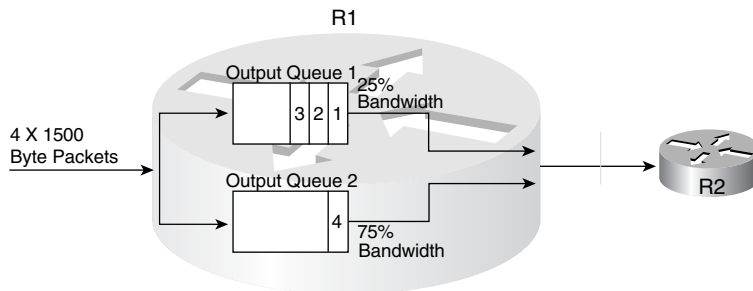 R1
Output Queue 1
25%
Bandwidth
3 2 1
4 X 1500
Byte Packets
Output Queue 2
4
75%
Bandwidth
R2